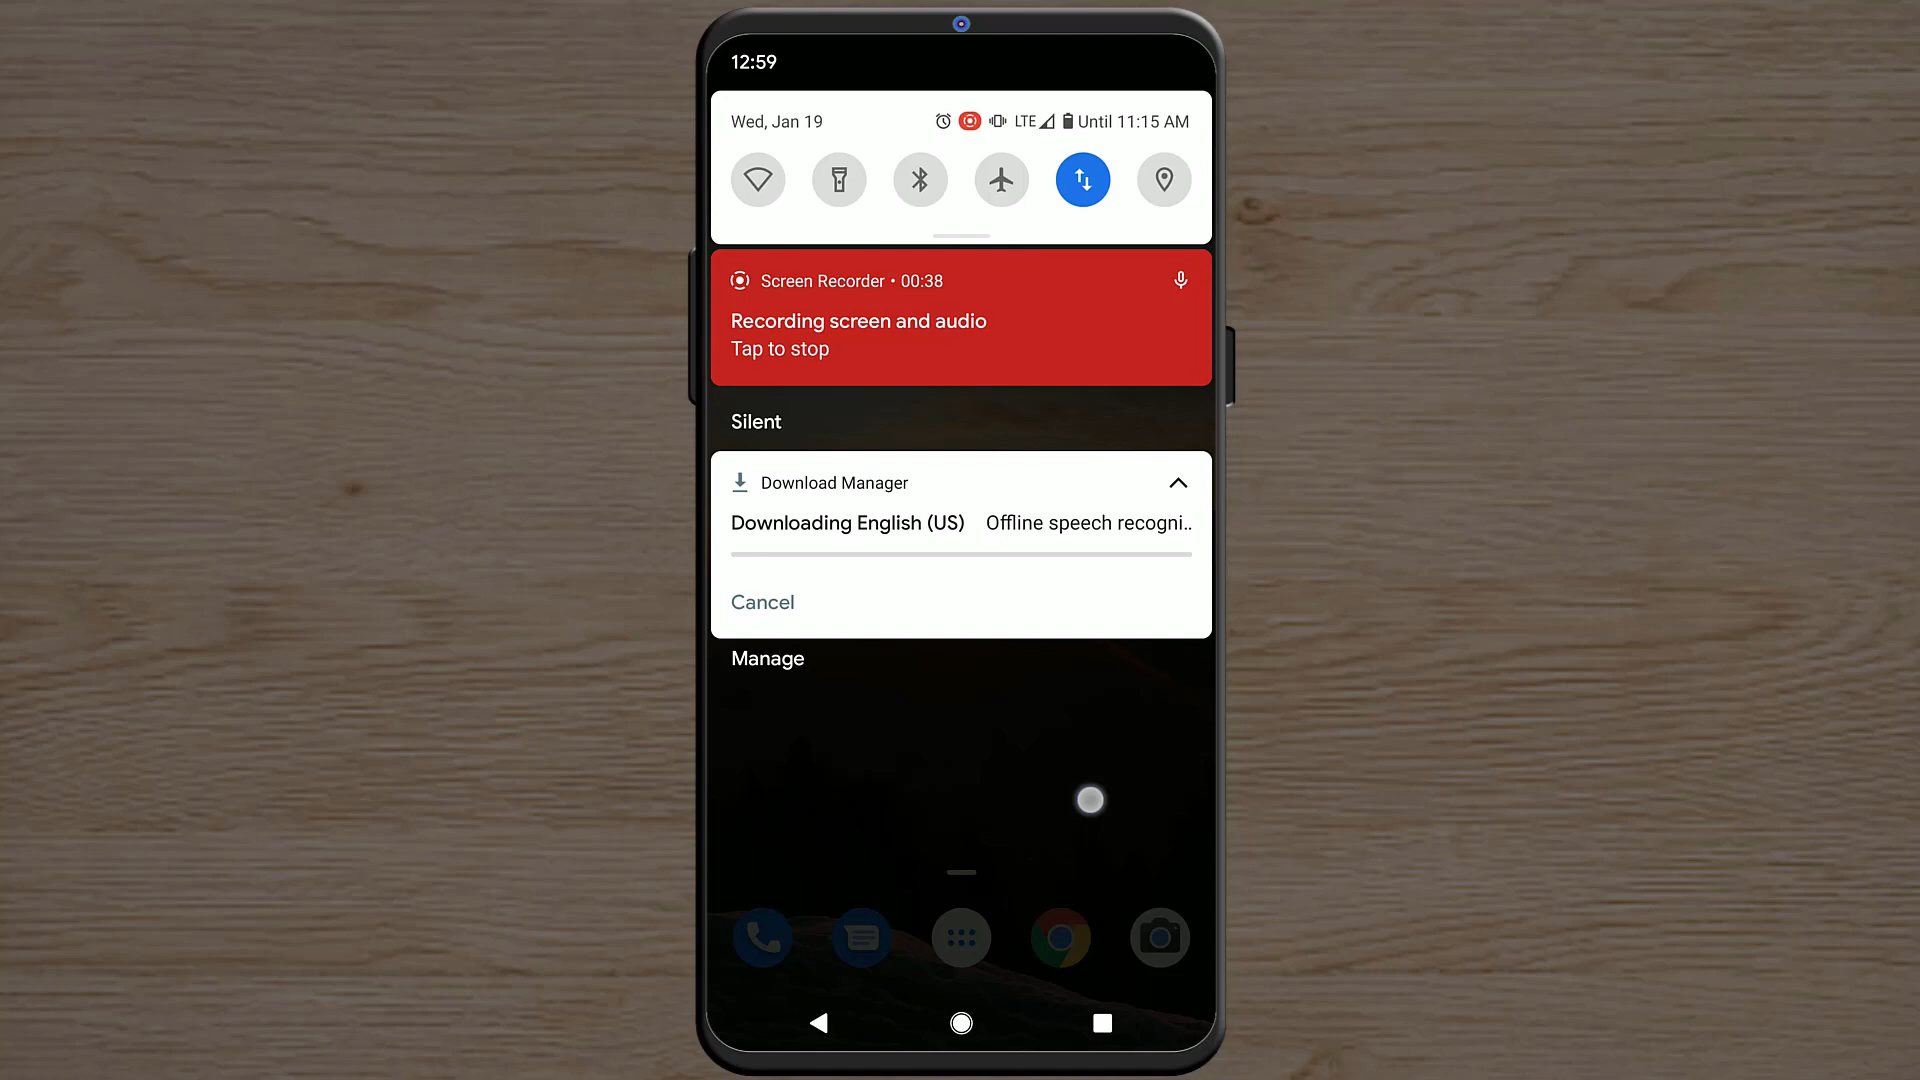 12:59
Wed, Jan 19 LTE Until 11:15 AM
Screen Recorder • 00:38
Recording screen and audio
Tap to stop
Silent
Download Manager
Downloading English (US) Offline speech recogni..
Cancel
Manage